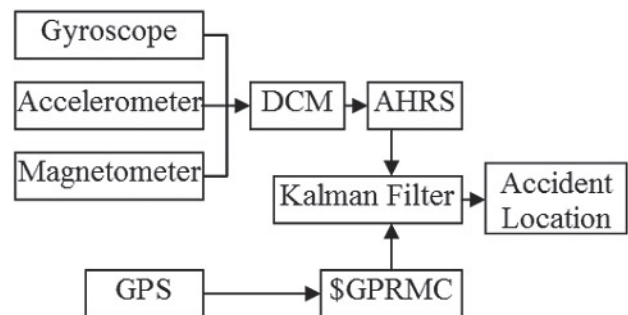 Gyroscope
Accelerometer
DCM
AHRS
Magnetometer
Kalman Filter
Accident
Location
GPS
$GPRMC